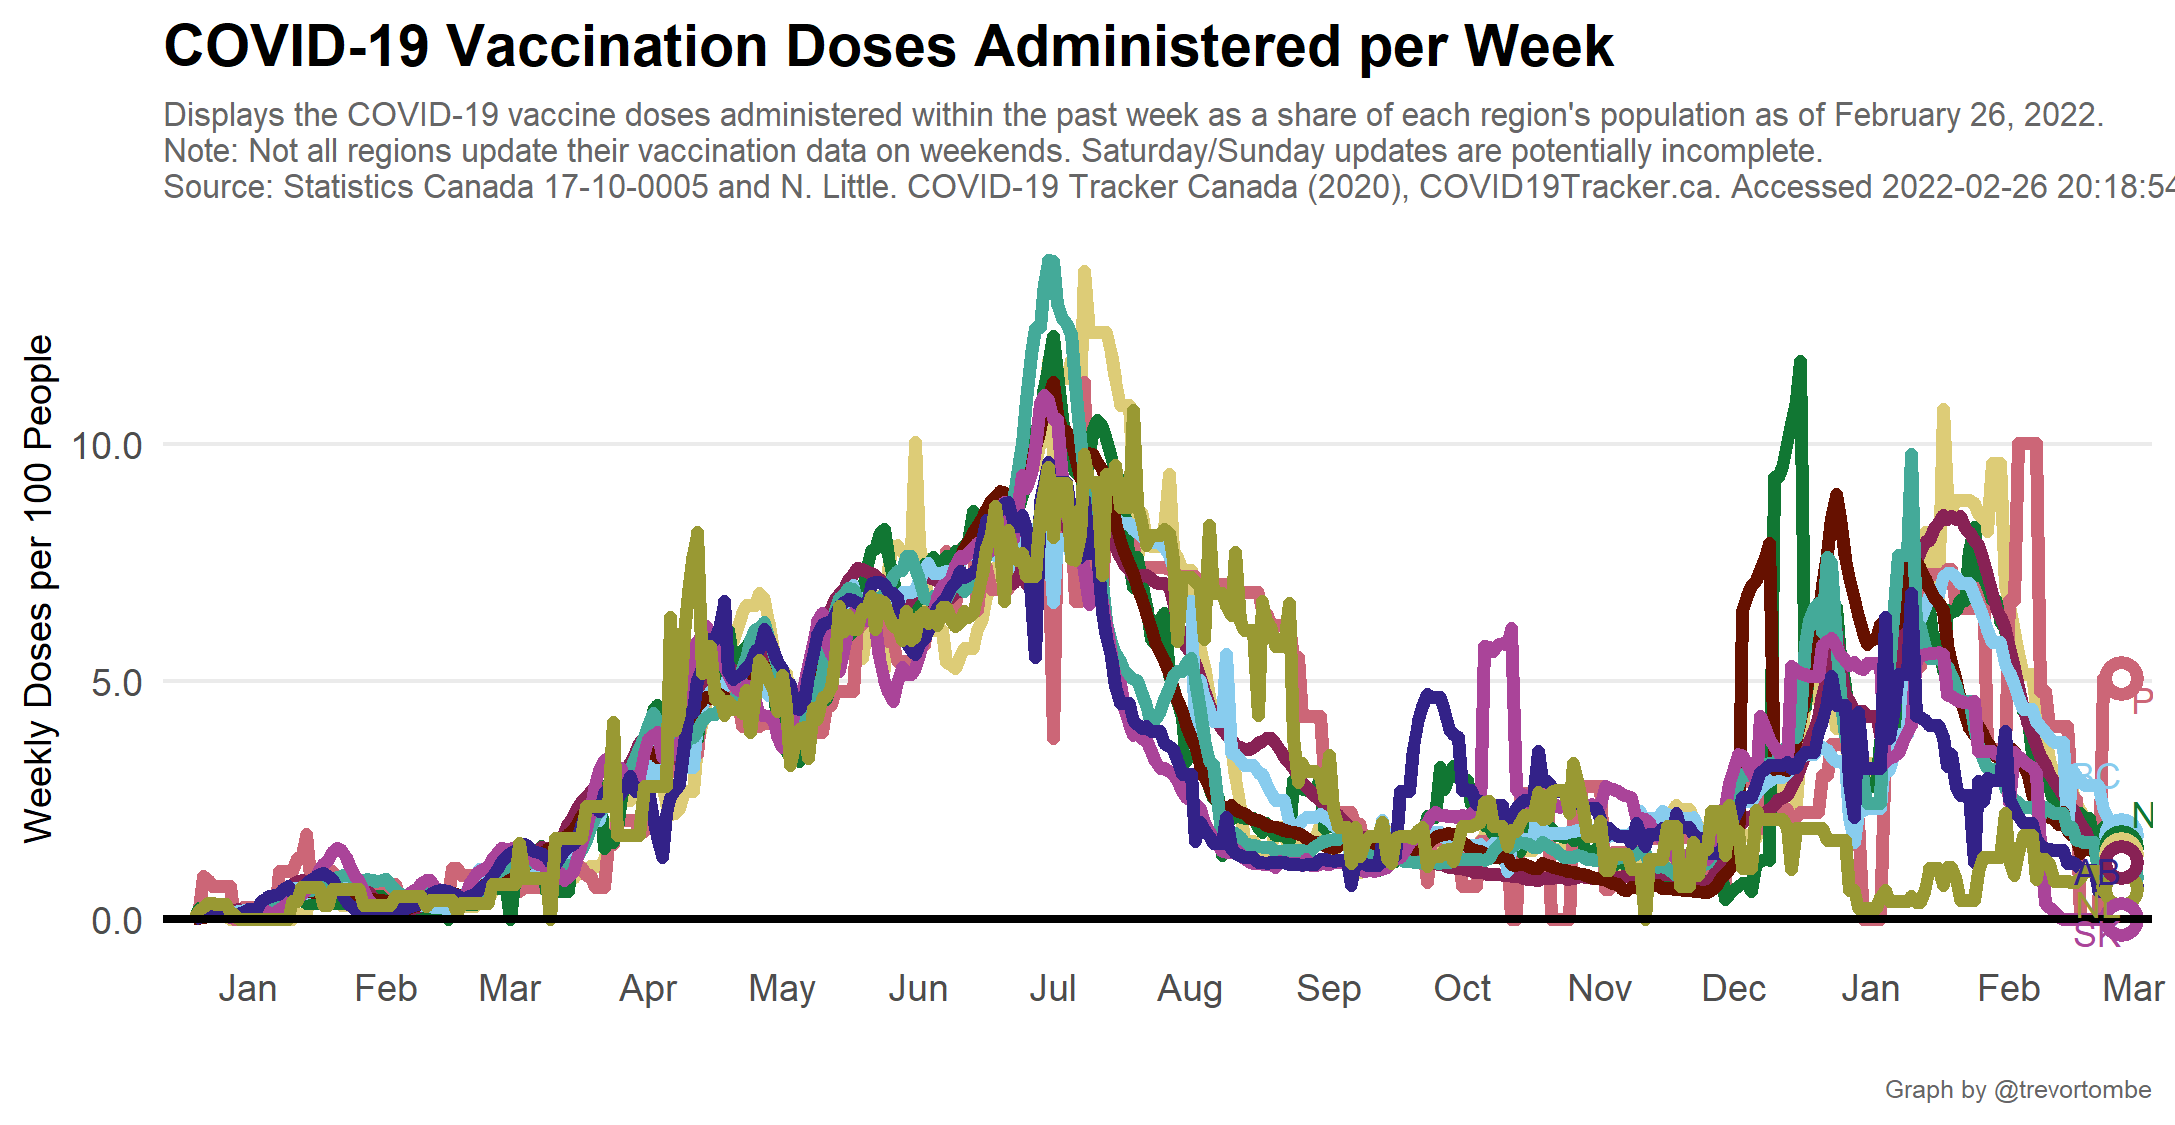 COVID-19 Vaccination Doses Administered per Week
Displays the COVID-19 vaccine doses administered within the past week as a share of each region's population as of February 26, 2022.
Note: Not all regions update their vaccination data on weekends. Saturday/Sunday updates are potentially incomplete.
Source: Statistics Canada 17-10-0005 and N. Little. COVID-19 Tracker Canada (2020), COVID19Tracker.ca. Accessed 2022-02-26 20:18:54
Weekly Doses per 100 People
10.0
5.0
0.0
P
BC
N
AB
NL
SK
Jan Feb Mar Apr May Jun Jul Aug Sep Oct Nov Dec Jan Feb Mar
Graph by @trevortombe